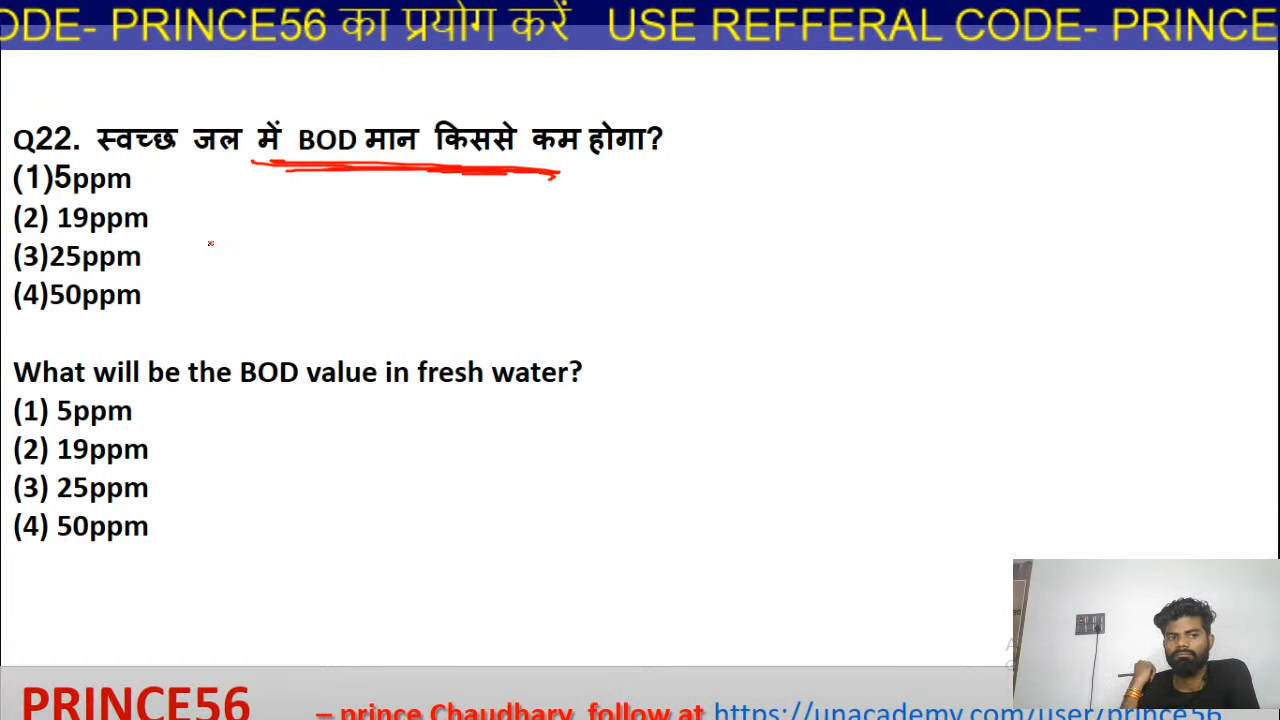 ODE- PRINCE56 का प्रयोग करें USE REFFERAL CODE- PRINCE
Q22. स्वच्छ जल में BOD मान किससे कम होगा?
(1)5ppm
(2) 19ppm
(3)25ppm
(4)50ppm
What will be the BOD value in fresh water?
(1) 5ppm
(2) 19ppm
(3) 25ppm
(4) 50ppm
PRINCE56 – prince Chaudhary, follow at https://unacademy.com/user/prince56